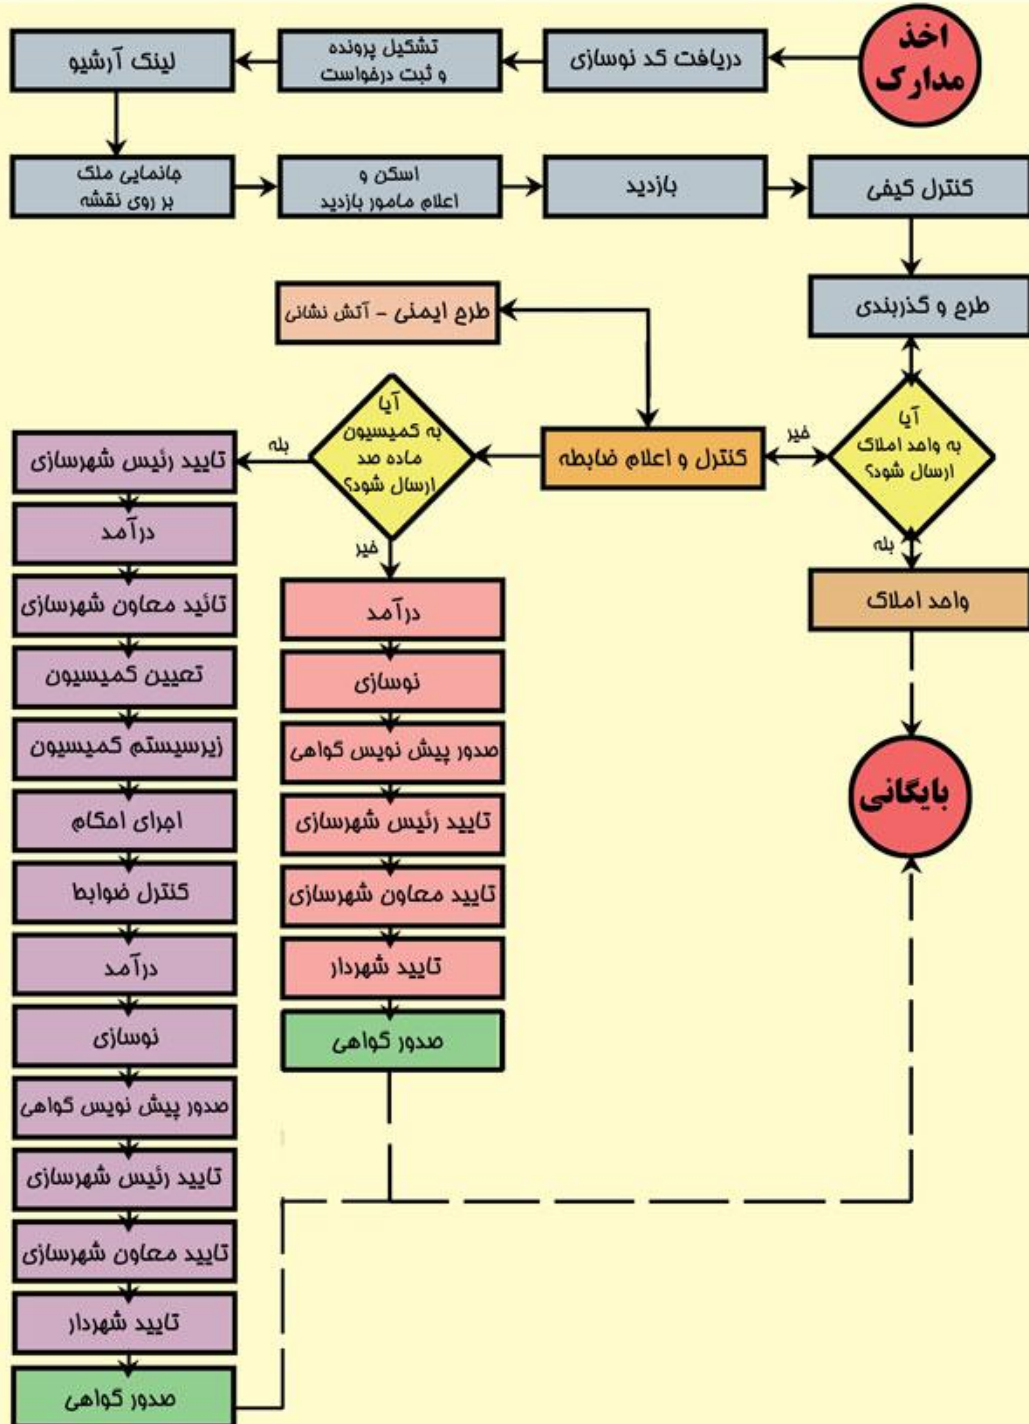 اخذ
مدارک
دریافت کد نوسازی
تشکیل پرونده
و ثبت درخواست
لینک آرشیو
جانمایی ملک
بر روی نقشه
اسکن و
اعلام مامور بازدید
بازدید
کنترل کیفی
طرح و گذربندی
طرح ایمنی - آتش نشانی
آیا
به واحد املاک
ارسال شود؟
خیر
بله
کنترل و اعلام ضابطه
آیا
به کمیسیون
ماده صد
ارسال شود؟
بله
خیر
واحد املاک
بایگانی
درآمد
نوسازی
صدور پیش نویس گواهی
تایید رئیس شهرسازی
تایید معاون شهرسازی
تایید شهردار
صدور گواهی
تایید رئیس شهرسازی
درآمد
تائید معاون شهرسازی
تعیین کمیسیون
زیرسیستم کمیسیون
اجرای احکام
کنترل ضوابط
درآمد
نوسازی
صدور پیش نویس گواهی
تایید رئیس شهرسازی
تایید معاون شهرسازی
تایید شهردار
صدور گواهی